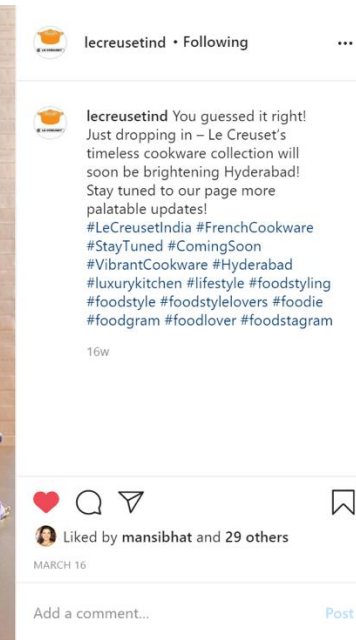 lecreusetind • Following
lecreusetind You guessed it right!
Just dropping in – Le Creuset's
timeless cookware collection will
soon be brightening Hyderabad!
Stay tuned to our page more
palatable updates!
#LeCreusetIndia #FrenchCookware
#StayTuned #ComingSoon
#VibrantCookware #Hyderabad
#luxurykitchen #lifestyle #foodstyling
#foodstyle #foodstylelovers #foodie
#foodgram #foodlover #foodstagram
16w
Liked by mansibhat and 29 others
MARCH 16
Add a comment...
Post